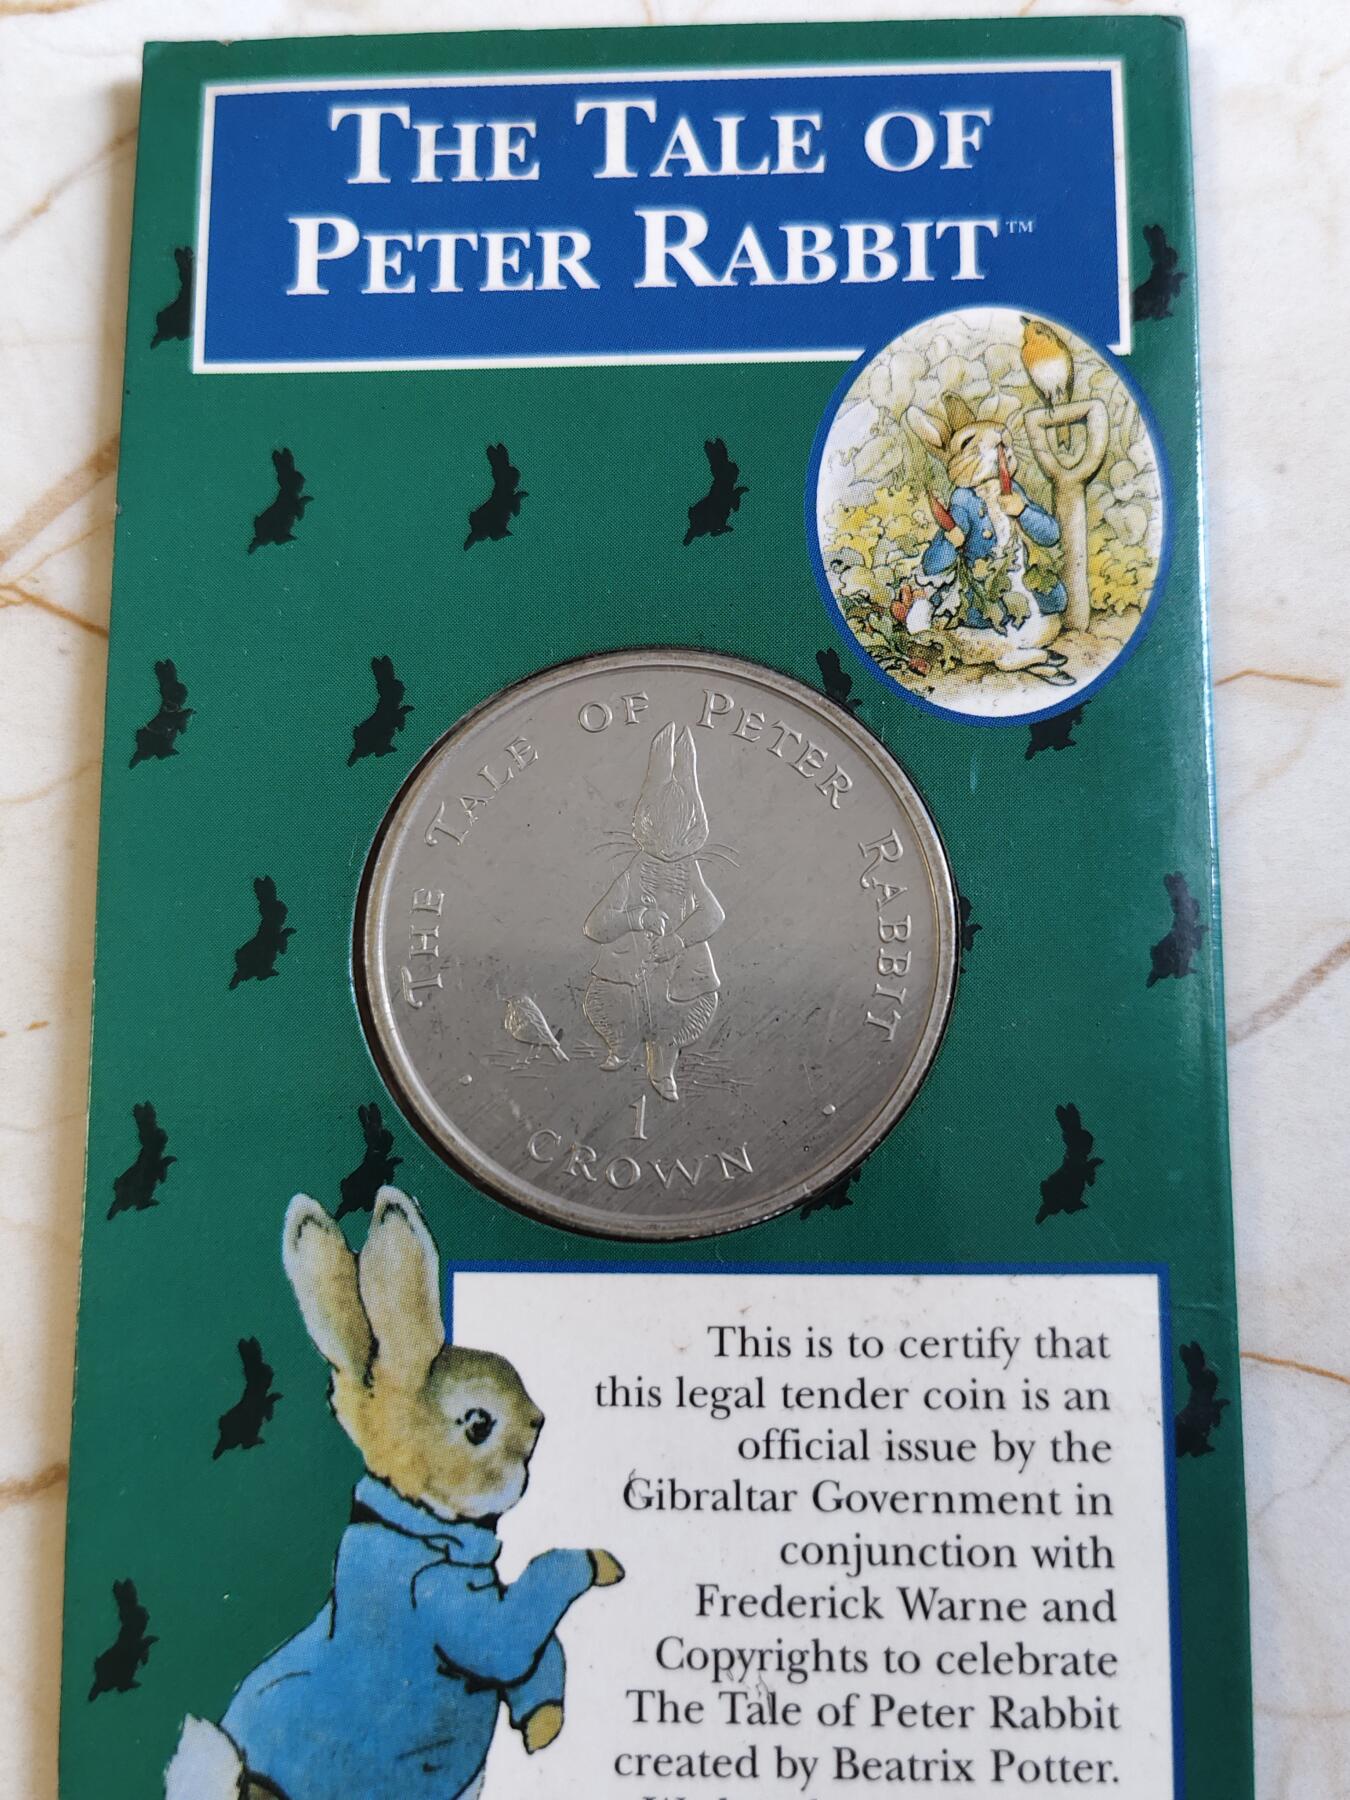 THE TALE OF
PETER RABBIT™
THE TALE OF PETER RABBIT
1
CROWN
This is to certify that
this legal tender coin is an
official issue by the
Gibraltar Government in
conjunction with
Frederick Warne and
Copyrights to celebrate
The Tale of Peter Rabbit
created by Beatrix Potter.